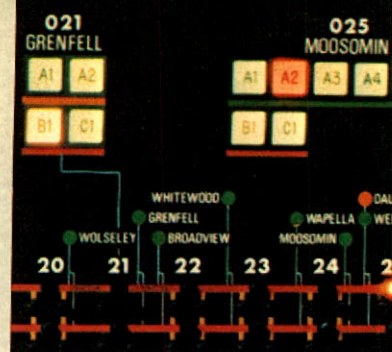 021 025
GRENFELL MOOSOMIN
A1 A2 A1 A2 A3 A4
B1 C1 B1 C1
WHITEWOOD
GRENFELL WAPELLA
WOLSELEY BROADVIEW MOOSOMIN
20 21 22 23 24